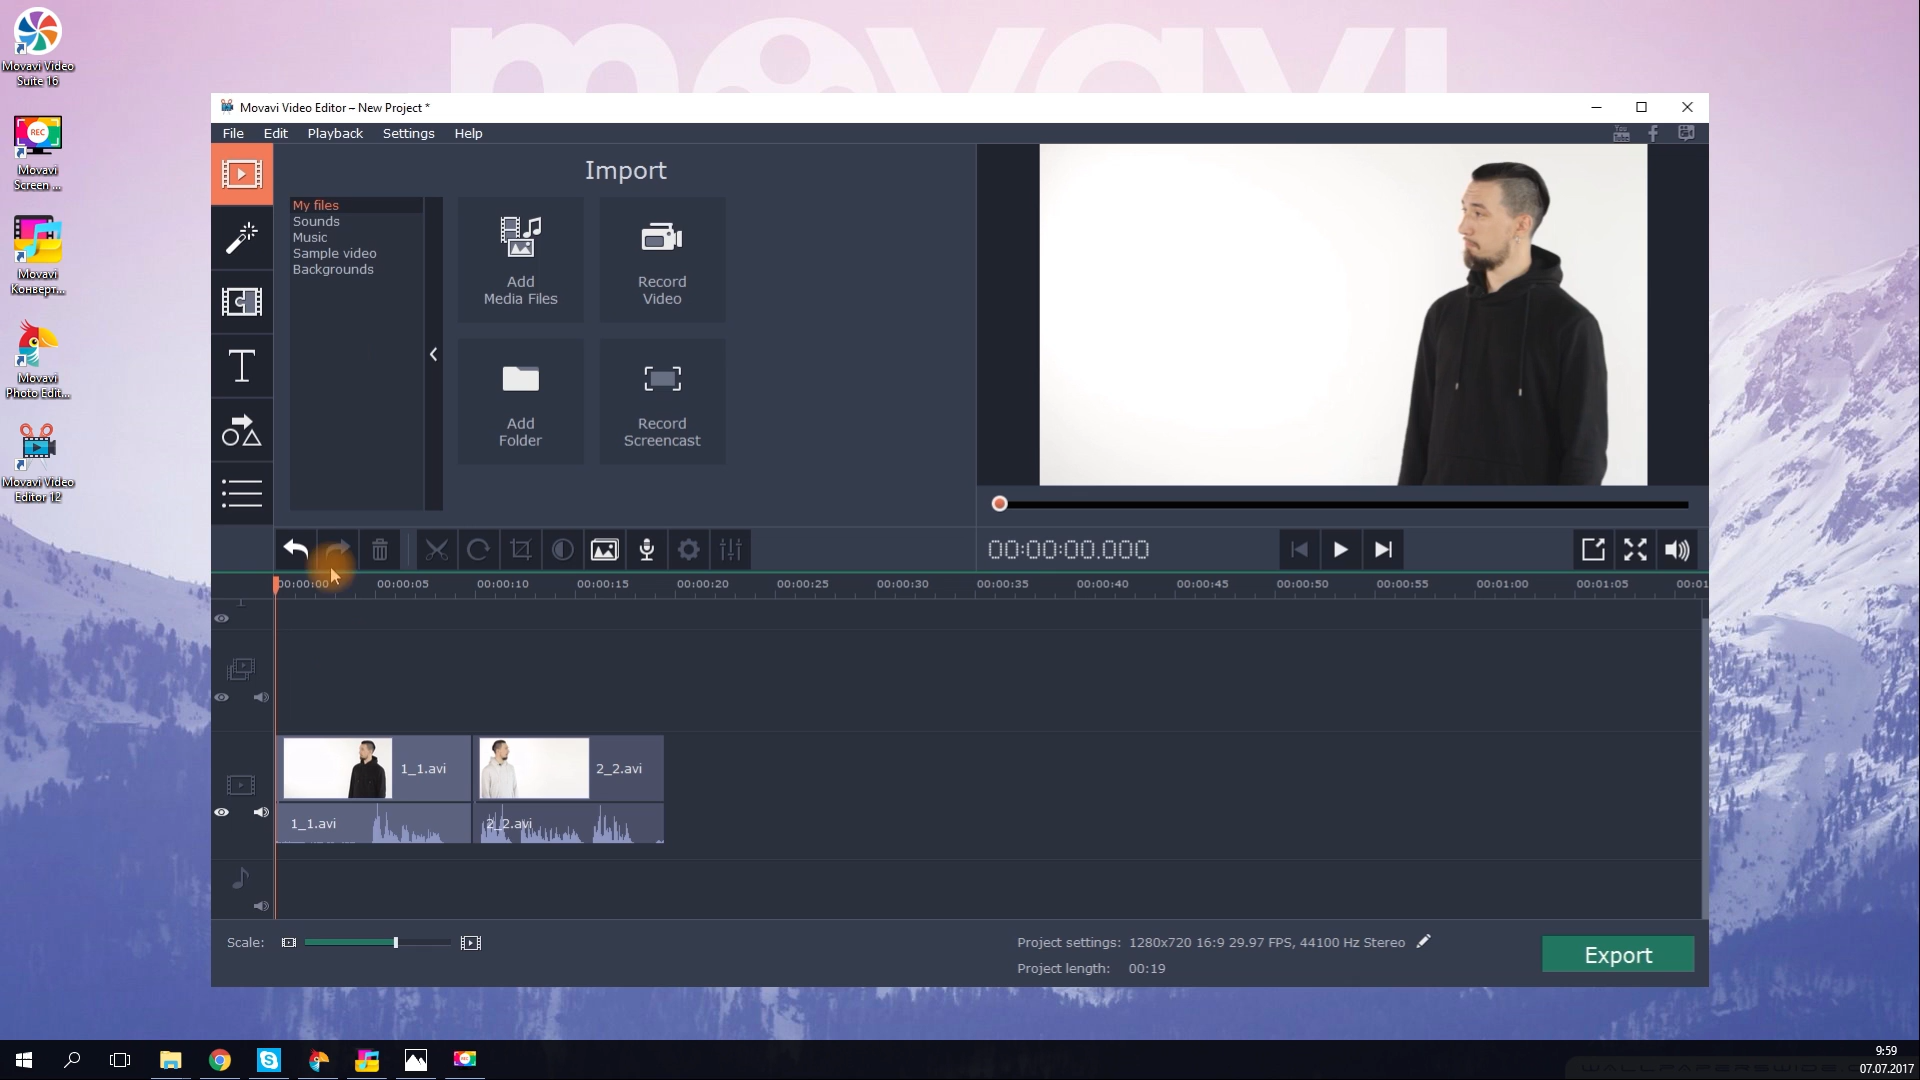 movavi
Movavi Video
Suite 16
Movavi
Screen ...
Movavi
Конверт...
Movavi
Photo Edit...
Movavi Video
Editor 12
REC
Movavi Video Editor – New Project *
File Edit Playback Settings Help
You
Tube
Import
My files
Sounds
Music
Sample video
Backgrounds
Add
Media Files
Record
Video
Add
Folder
Record
Screencast
00:00:00.000
00:00:00 00:00:05 00:00:10 00:00:15 00:00:20 00:00:25 00:00:30 00:00:35 00:00:40 00:00:45 00:00:50 00:00:55 00:01:00 00:01:05 00:01
1_1.avi
2_2.avi
1_1.avi
2_2.avi
Scale:
Project settings: 1280x720 16:9 29.97 FPS, 44100 Hz Stereo
Project length: 00:19
Export
9:59
07.07.2017